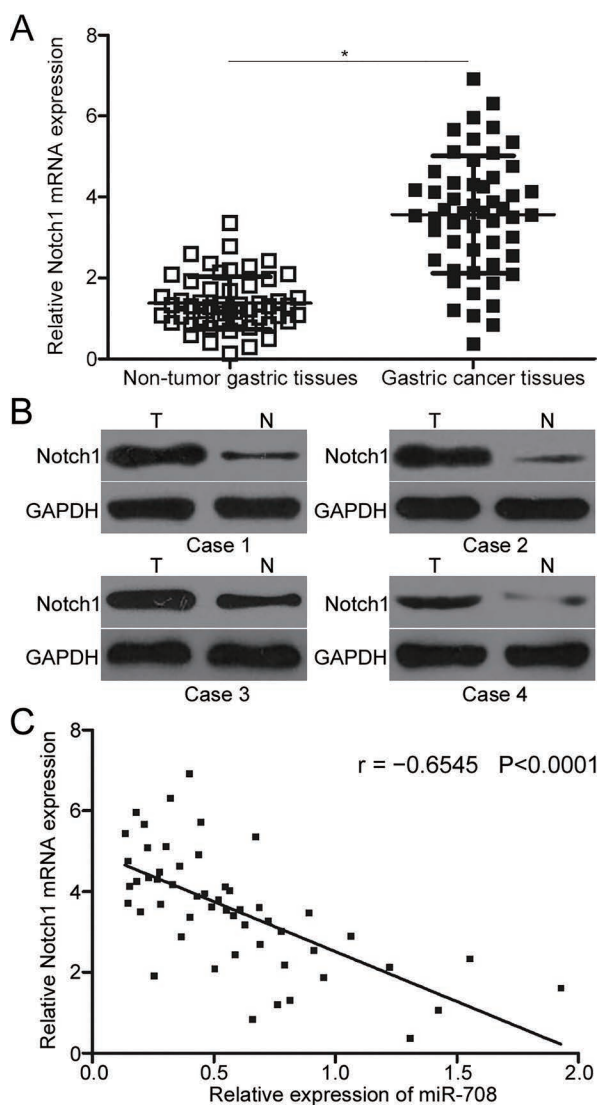 A
Relative Notch1 mRNA expression
8
6
4
2
0
*
Non-tumor gastric tissues
Gastric cancer tissues
B
T N
Notch1
GAPDH
Case 1
T N
Notch1
GAPDH
Case 2
T N
Notch1
GAPDH
Case 3
T N
Notch1
GAPDH
Case 4
C
Relative Notch1 mRNA expression
8
6
4
2
0
r = −0.6545 P<0.0001
0.0 0.5 1.0 1.5 2.0
Relative expression of miR-708